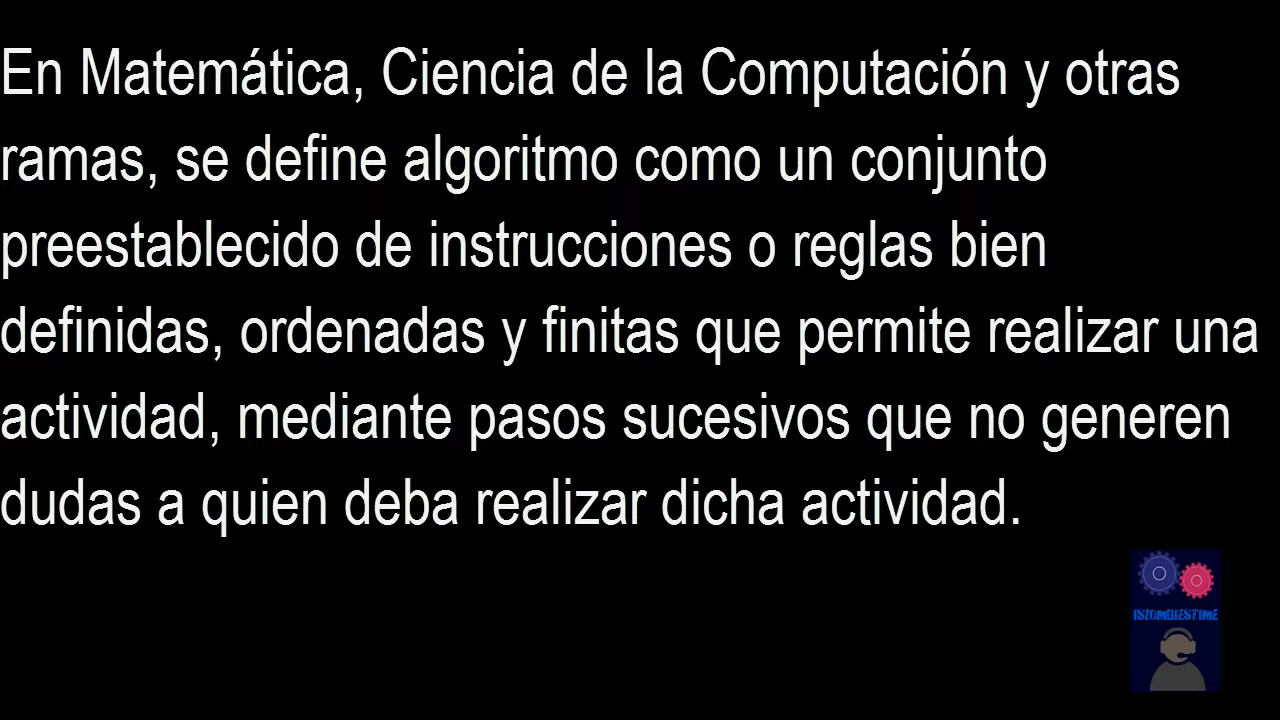 En Matemática, Ciencia de la Computación y otras
ramas, se define algoritmo como un conjunto
preestablecido de instrucciones o reglas bien
definidas, ordenadas y finitas que permite realizar una
actividad, mediante pasos sucesivos que no generen
dudas a quien deba realizar dicha actividad.
ISZOMBIESTIME